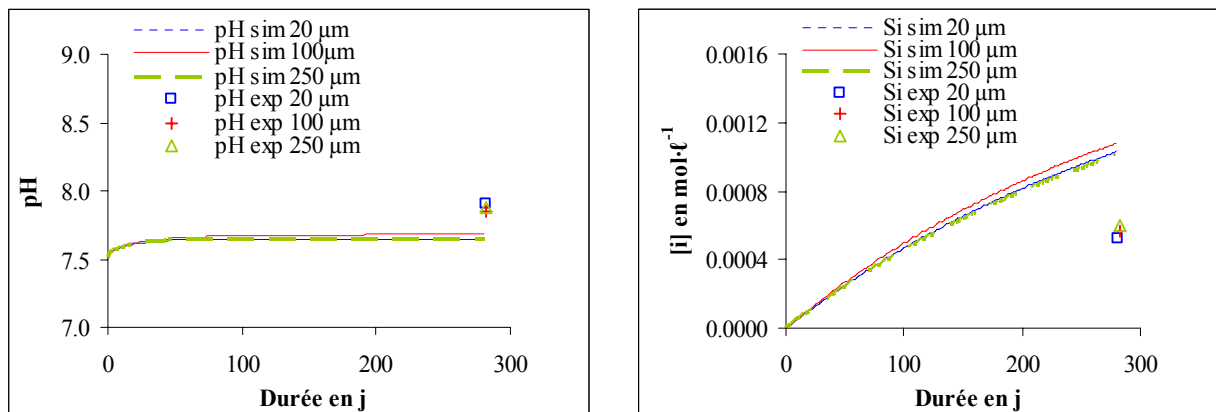 pH sim 20 µm
pH sim 100µm
pH sim 250 µm
pH exp 20 µm
pH exp 100 µm
pH exp 250 µm
9.0
8.5
8.0
7.5
7.0
pH
0
100
200
300
Durée en j
Si sim 20 µm
Si sim 100 µm
Si sim 250 µm
Si exp 20 µm
Si exp 100 µm
Si exp 250 µm
0.0016
0.0012
0.0008
0.0004
0.0000
[i] en mol·ℓ⁻¹
0
100
200
300
Durée en j